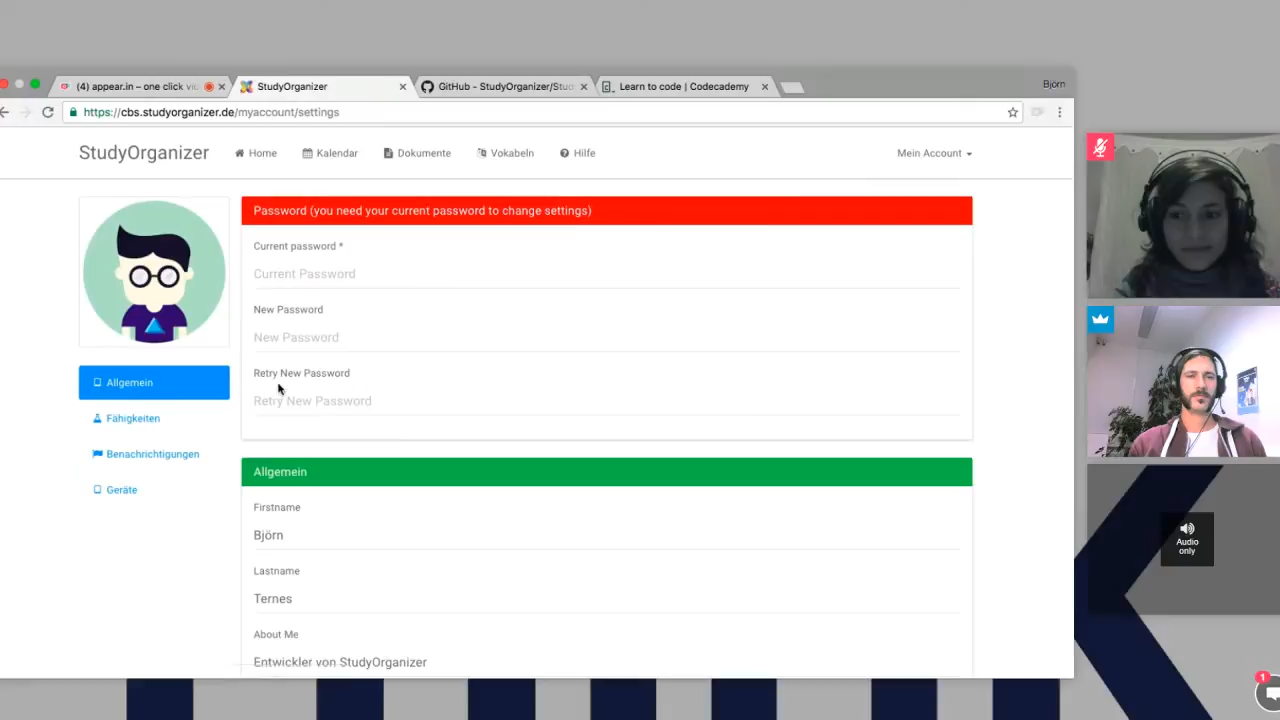 (4) appear.in – one click vi
StudyOrganizer
GitHub - StudyOrganizer/Stud
Learn to code | Codecademy
Björn
https://cbs.studyorganizer.de/myaccount/settings
StudyOrganizer
Home
Kalendar
Dokumente
Vokabeln
Hilfe
Mein Account
Password (you need your current password to change settings)
Current password *
Current Password
New Password
New Password
Retry New Password
Retry New Password
Allgemein
Fähigkeiten
Benachrichtigungen
Geräte
Allgemein
Firstname
Björn
Lastname
Ternes
About Me
Entwickler von StudyOrganizer
Audio
only
1